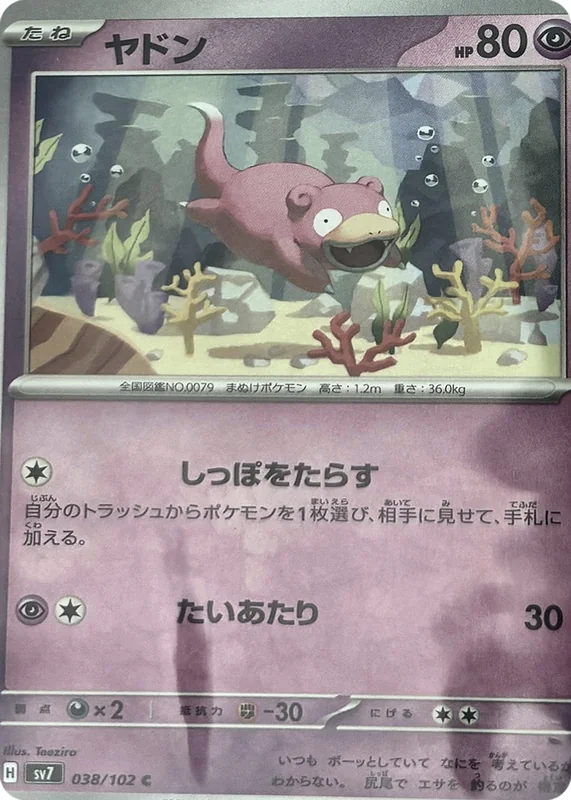 たね ヤドン HP80
全国図鑑NO.0079 まぬけポケモン 高さ:1.2m 重さ:36.0kg
しっぽをたらす
自分のトラッシュからポケモンを1枚選び、相手に見せて、手札に
加える。
たいあたり 30
弱点 ×2 抵抗力 -30 にげる
Illus. Teeziro
H sv7 038/102 C
いつも ボーッとしていて なにを 考えているか
わからない。 尻尾で エサを 釣るのが